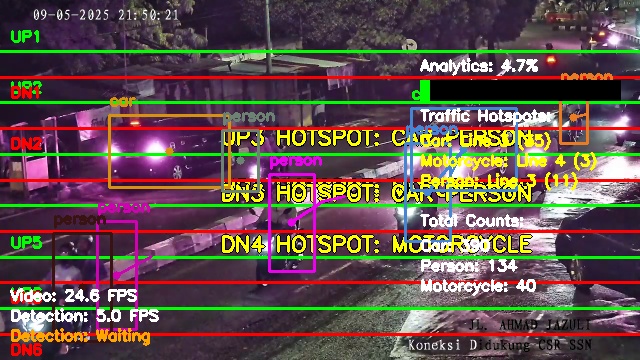 09-05-2025 21:50:21
UP1
Analytics: 4.7%
person
DN1
car
person
Traffic Hotspots:
DN2
UP3 HOTSPOT: CAR, PERSON
person
Motorcycle: Line 4 (3)
Person: Line 3 (11)
DN3 HOTSPOT: CAR, PERSON
person
person
Total Counts:
UP5
DN4 HOTSPOT: MOTORCYCLE
Person: 134
Motorcycle: 40
Video: 24.6 FPS
Detection: 5.0 FPS
Detection: Waiting
JL. AHMAD JAZULI
Koneksi Didukung CSR SSN
DN6